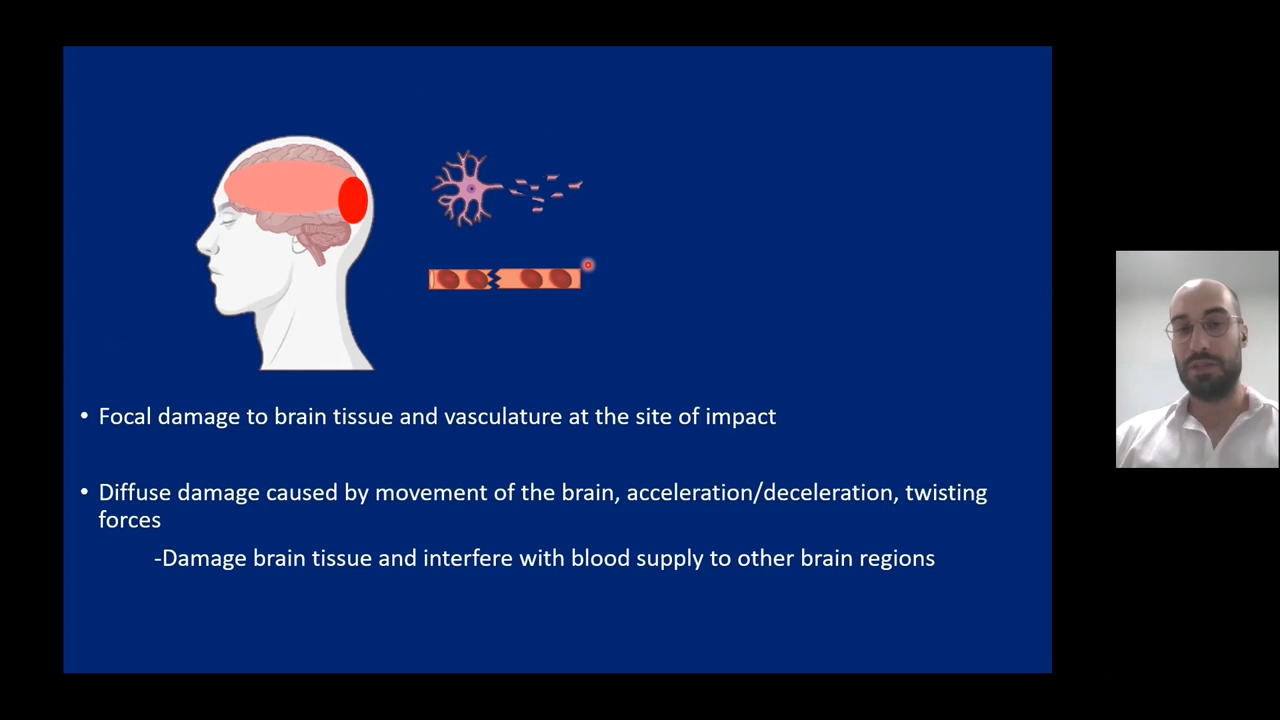 • Focal damage to brain tissue and vasculature at the site of impact
• Diffuse damage caused by movement of the brain, acceleration/deceleration, twisting
forces
-Damage brain tissue and interfere with blood supply to other brain regions